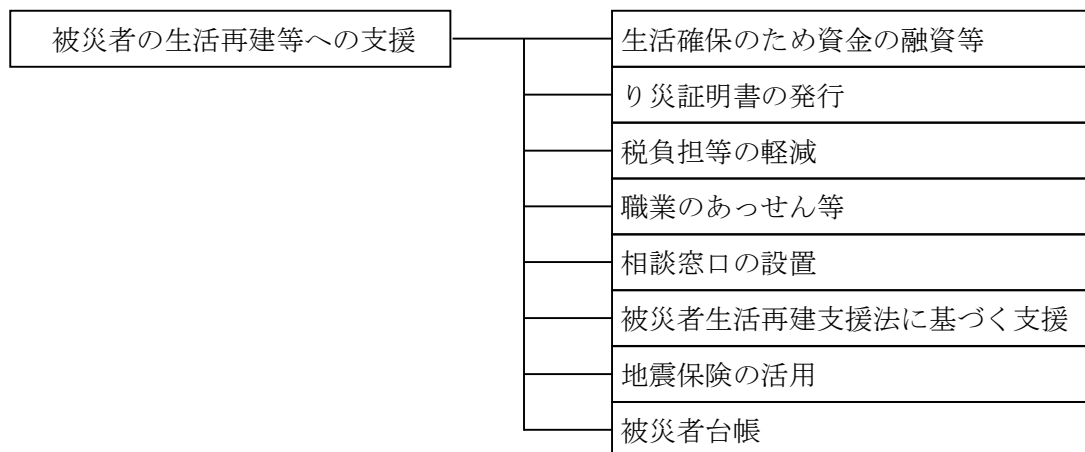 被災者の生活再建等への支援
生活確保のため資金の融資等
り災証明書の発行
税負担等の軽減
職業のあっせん等
相談窓口の設置
被災者生活再建支援法に基づく支援
地震保険の活用
被災者台帳